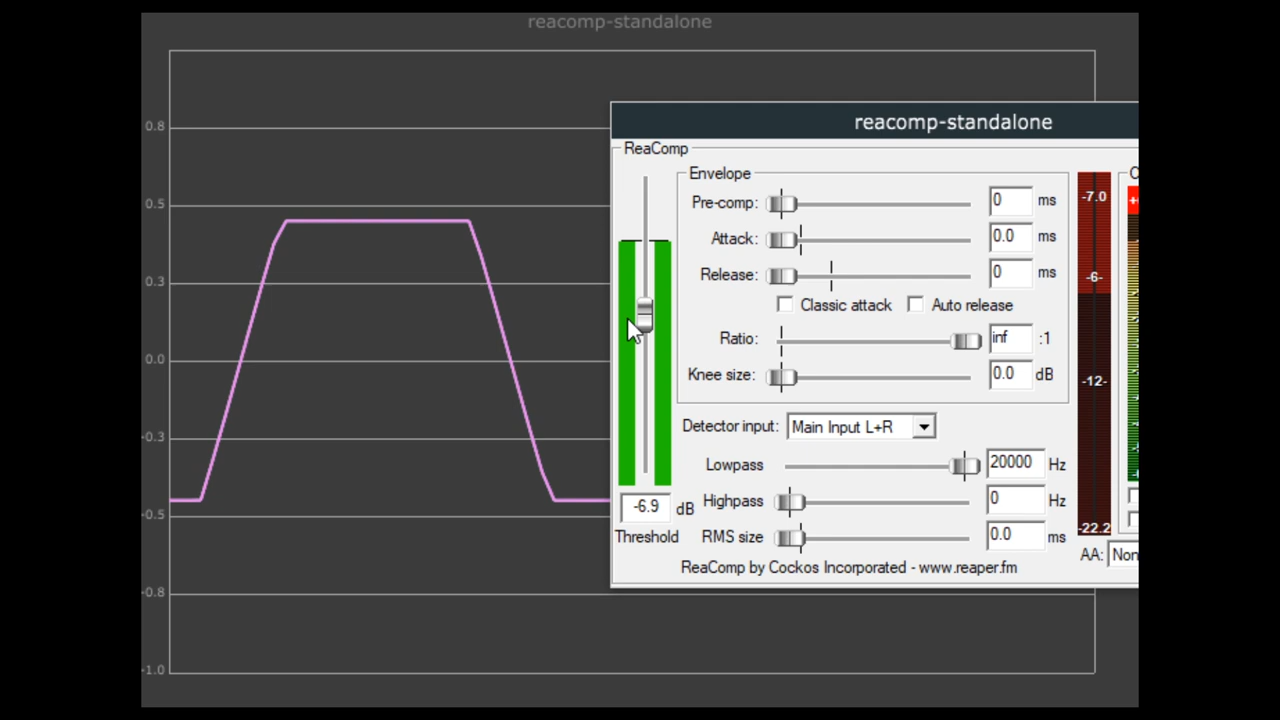 reacomp-standalone
0.8
0.5
0.3
0.0
-0.3
-0.5
-0.8
-1.0
reacomp-standalone
ReaComp
Envelope
Pre-comp: 0 ms
Attack: 0.0 ms
Release: 0 ms
Classic attack Auto release
Ratio: inf :1
Knee size: 0.0 dB
Detector input: Main Input L+R
Lowpass 20000 Hz
Highpass 0 Hz
RMS size 0.0 ms
-6.9 dB
Threshold
ReaComp by Cockos Incorporated - www.reaper.fm
-7.0
-6-
-12-
-22.2
AA: